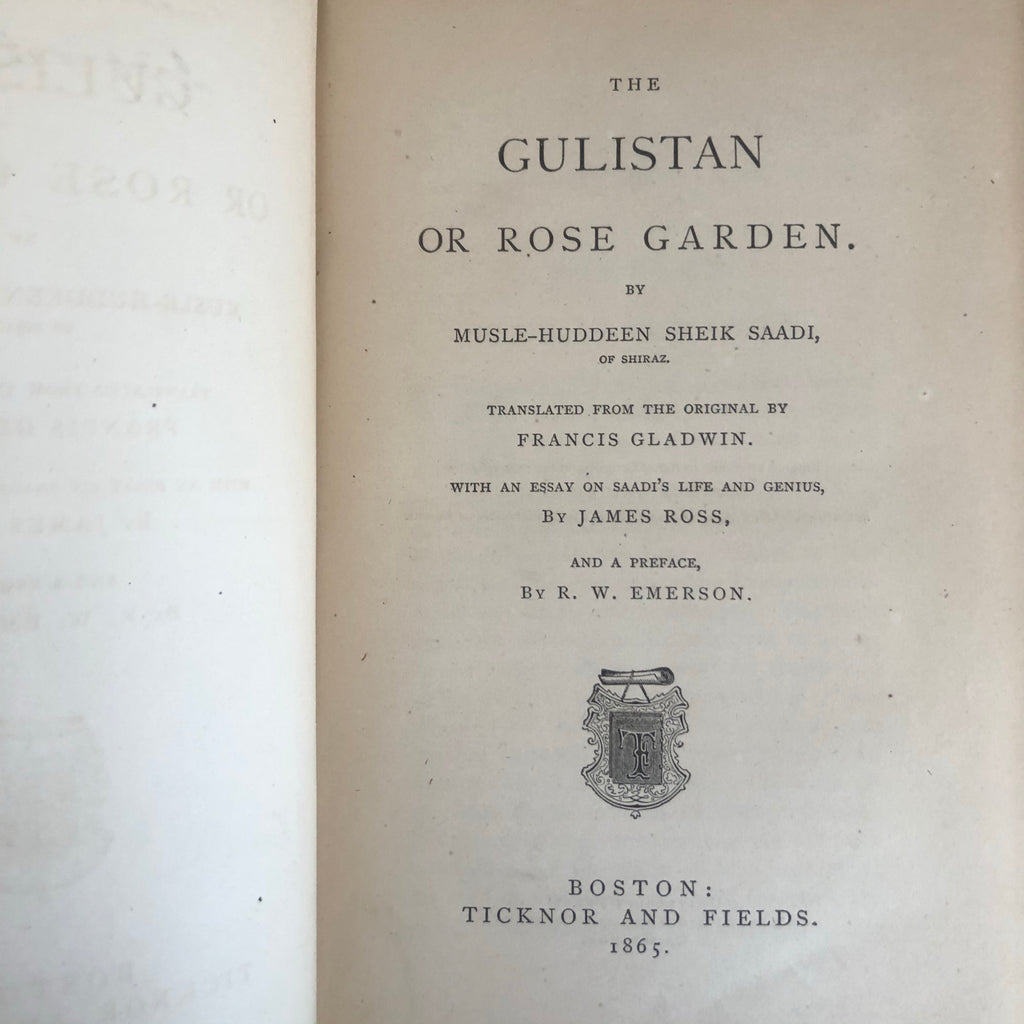 THE
GULISTAN
OR ROSE GARDEN.
BY
MUSLE-HUDDEEN SHEIK SAADI,
OF SHIRAZ.
TRANSLATED FROM THE ORIGINAL BY
FRANCIS GLADWIN.
WITH AN ESSAY ON SAADI'S LIFE AND GENIUS,
By JAMES ROSS,
AND A PREFACE,
By R. W. EMERSON.
TF
BOSTON:
TICKNOR AND FIELDS.
1865.